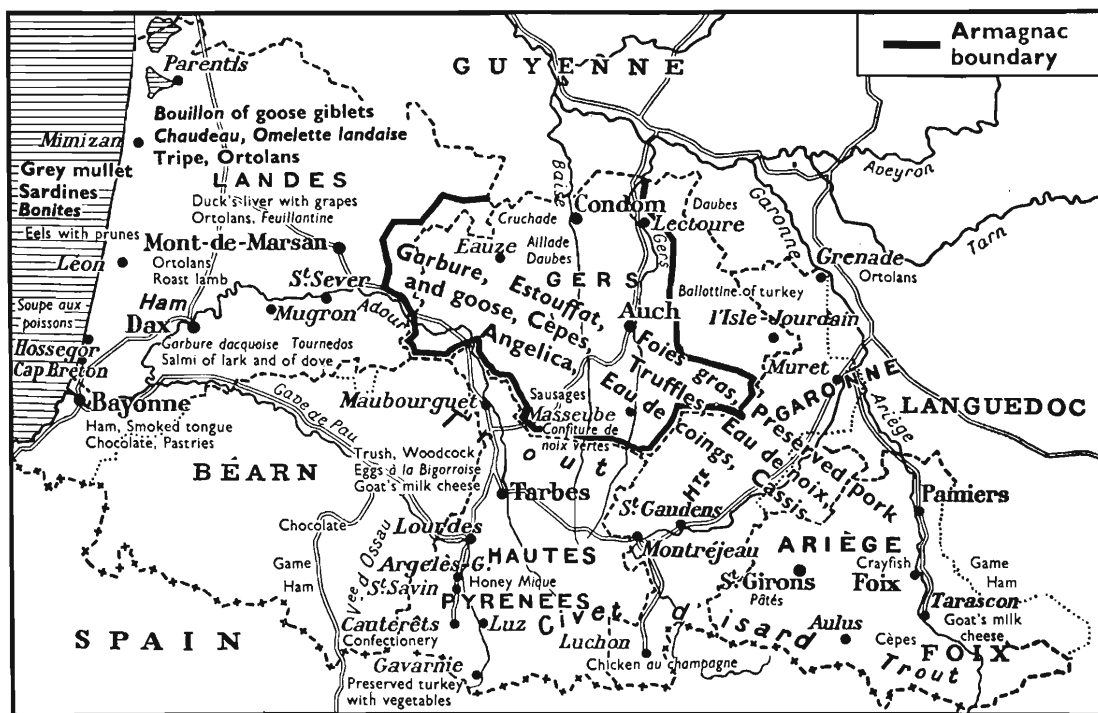 Armagnac
boundary
GUYENNE
Parentis
Bouillon of goose giblets
Chaudeau, Omelette landaise
Tripe, Ortolans
Mimizan
Grey mullet
Sardines
Bonites
LANDES
Duck's liver with grapes
Ortolans, Feuillantine
Eels with prunes
Mont-de-Marsan
Ortolans
Roast lamb
Léon
St Sever
Soupe aux
poissons
Ham
Dax
Mugron
Adour
Hossegor
Cap Breton
Garbure dacquoise Tournedos
Salmi of lark and of dove
Bayonne
Ham, Smoked tongue
Chocolate, Pastries
Gave de Pau
BÉARN
Baise
Condom
Cruchade
Eauze
Aillade
Daubes
Lectoure
Daubes
Gers
GERS
Garbure, Estouffat,
and goose, Cèpes,
Angelica,
Auch
Foies gras,
Truffles, Eau de noix,
Eau de
coings,
Cassis
Garonne
Aveyron
Tarn
Grenade
Ortolans
Ballottine of turkey
l'Isle-Jourdain
Muret
HTE GARONNE
Ariège
LANGUEDOC
Preserved pork
Maubourguet
Sausages
Masseube
Confiture de
noix vertes
Trout
Trush, Woodcock
Eggs à la Bigorroise
Goat's milk cheese
Tarbes
St Gaudens
Pamiers
Chocolate
Lourdes
Montréjeau
HAUTES
PYRENEES
ARIÈGE
Crayfish
Foix
Game
Ham
Vee d'Ossau
Argelès-G.
St Savin
Honey Mique
St Girons
Pâtés
Game
Ham
Tarascon
Goat's milk
cheese
Cauterêts
Confectionery
Luz
Civet d'isard
Luchon
Chicken au champagne
Aulus
Cèpes
FOIX
Trout
SPAIN
Gavarnie
Preserved turkey
with vegetables